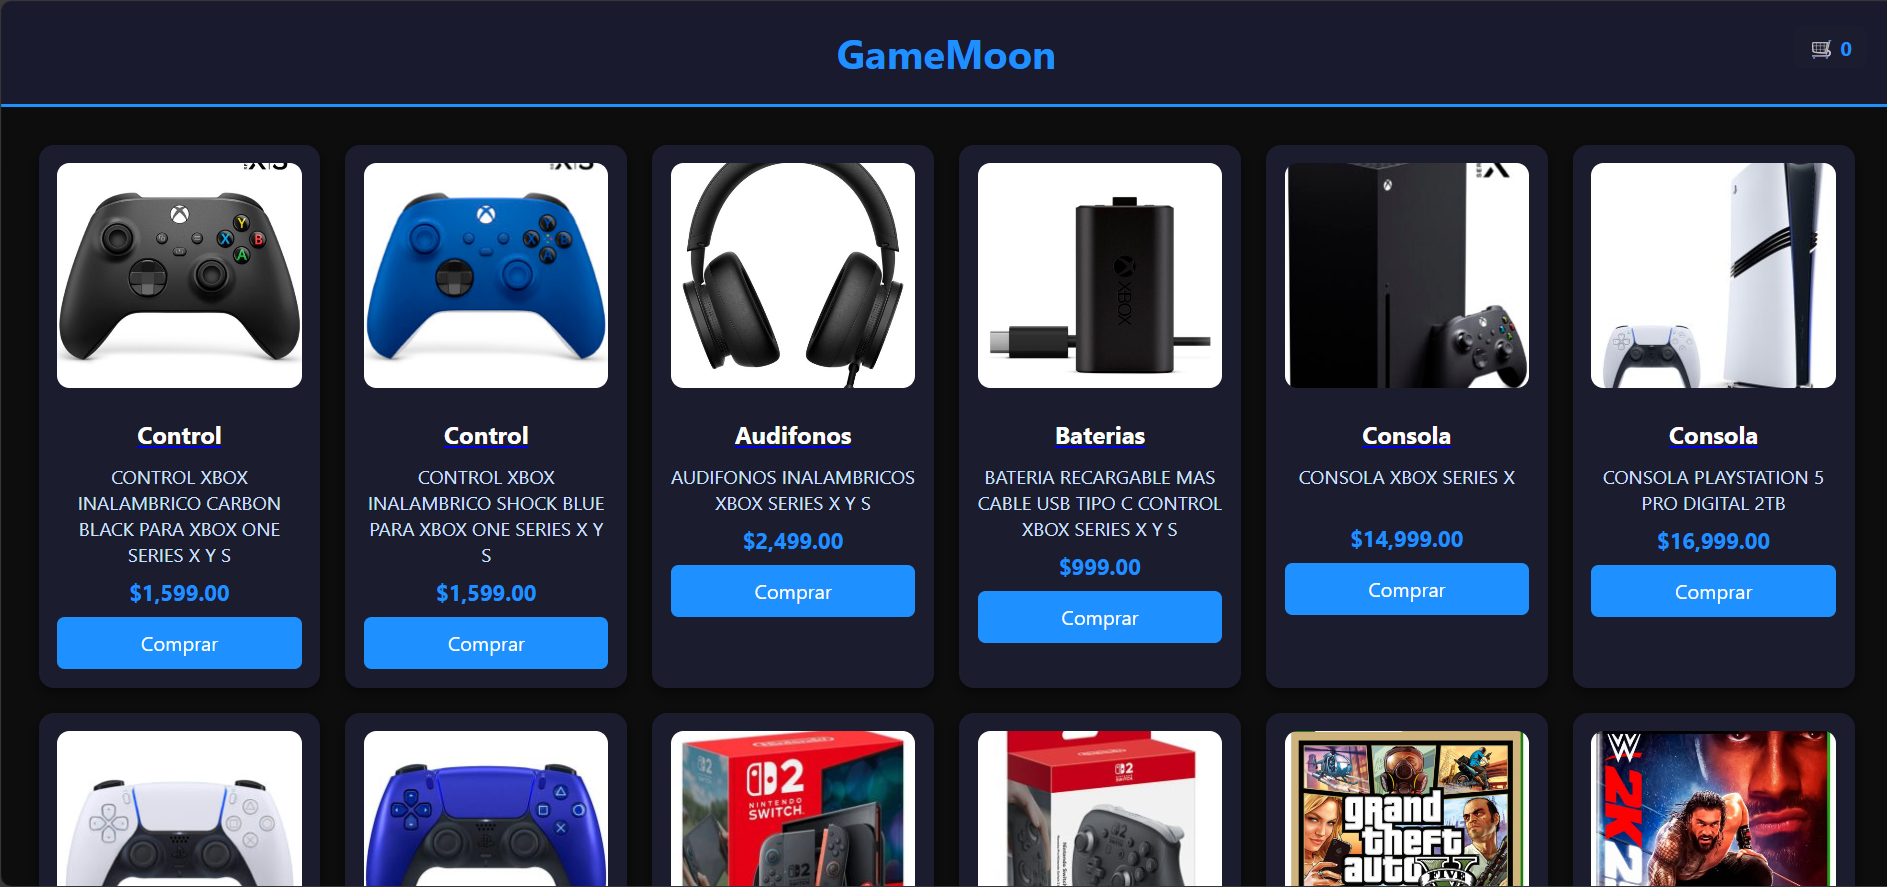 GameMoon
0
Control
CONTROL XBOX
INALAMBRICO CARBON
BLACK PARA XBOX ONE
SERIES X Y S
$1,599.00
Comprar
Control
CONTROL XBOX
INALAMBRICO SHOCK BLUE
PARA XBOX ONE SERIES X Y
S
$1,599.00
Comprar
Audifonos
AUDIFONOS INALAMBRICOS
XBOX SERIES X Y S
$2,499.00
Comprar
XBOX
Baterias
BATERIA RECARGABLE MAS
CABLE USB TIPO C CONTROL
XBOX SERIES X Y S
$999.00
Comprar
Consola
CONSOLA XBOX SERIES X
$14,999.00
Comprar
Consola
CONSOLA PLAYSTATION 5
PRO DIGITAL 2TB
$16,999.00
Comprar
2
NINTENDO
SWITCH
2
grand
theft
auto
V
FIVE
W
2K2